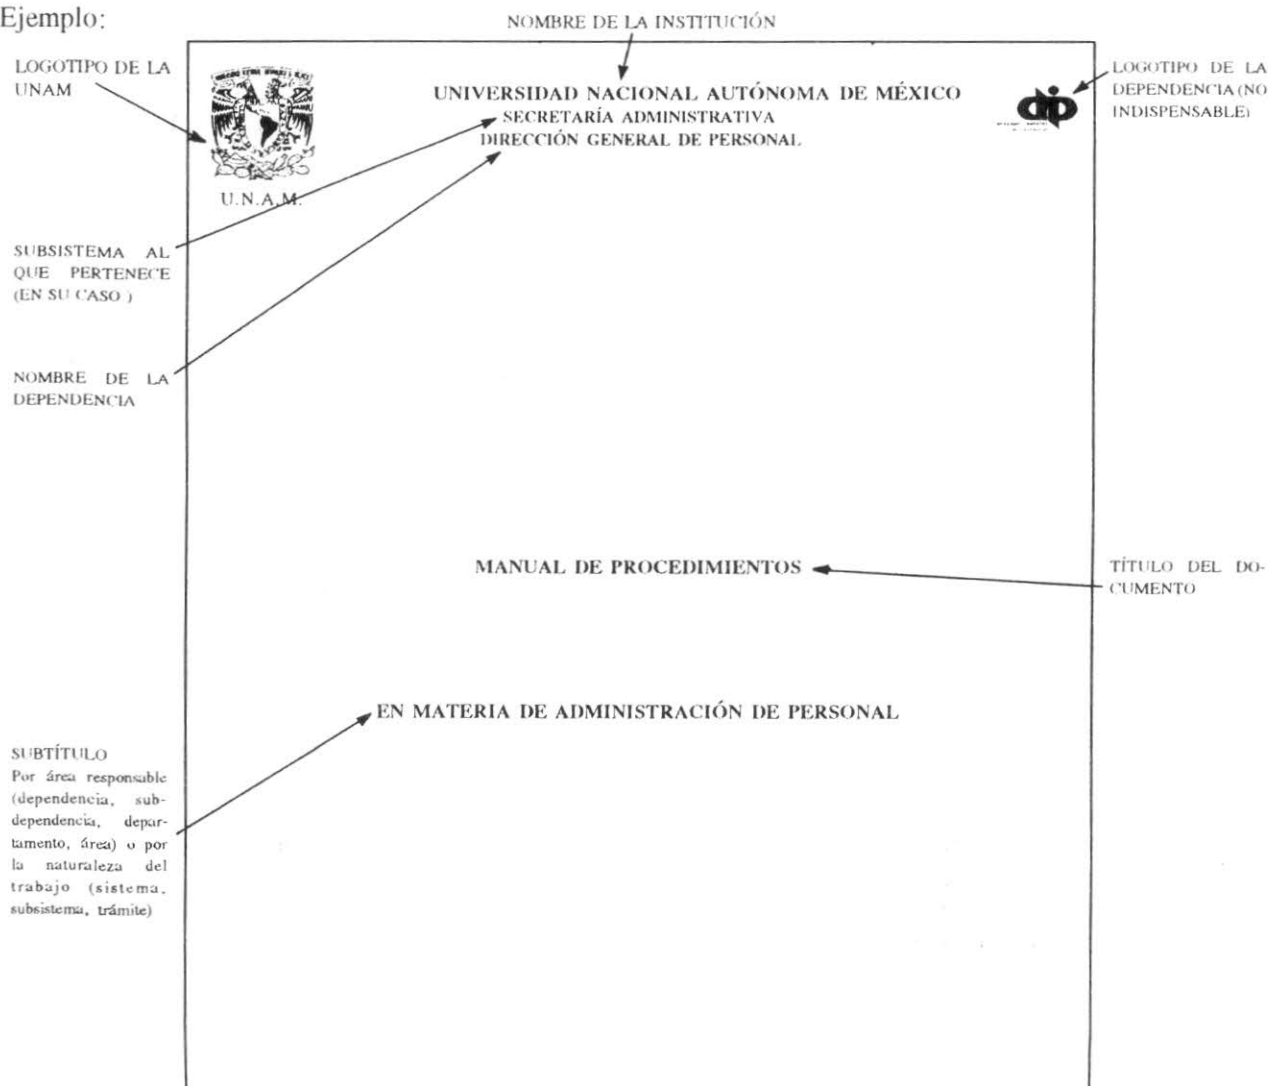 Ejemplo:
NOMBRE DE LA INSTITUCIÓN
LOGOTIPO DE LA
UNAM
UNIVERSIDAD NACIONAL AUTÓNOMA DE MÉXICO
SECRETARÍA ADMINISTRATIVA
DIRECCIÓN GENERAL DE PERSONAL
LOGOTIPO DE LA
DEPENDENCIA (NO
INDISPENSABLE)
U.N.A.M.
SUBSISTEMA AL
QUE PERTENECE
(EN SU CASO )
NOMBRE DE LA
DEPENDENCIA
MANUAL DE PROCEDIMIENTOS
TÍTULO DEL DO-
CUMENTO
EN MATERIA DE ADMINISTRACIÓN DE PERSONAL
SUBTÍTULO
Por área responsable
(dependencia, sub-
dependencia, depar-
tamento, área) o por
la naturaleza del
trabajo (sistema,
subsistema, trámite)